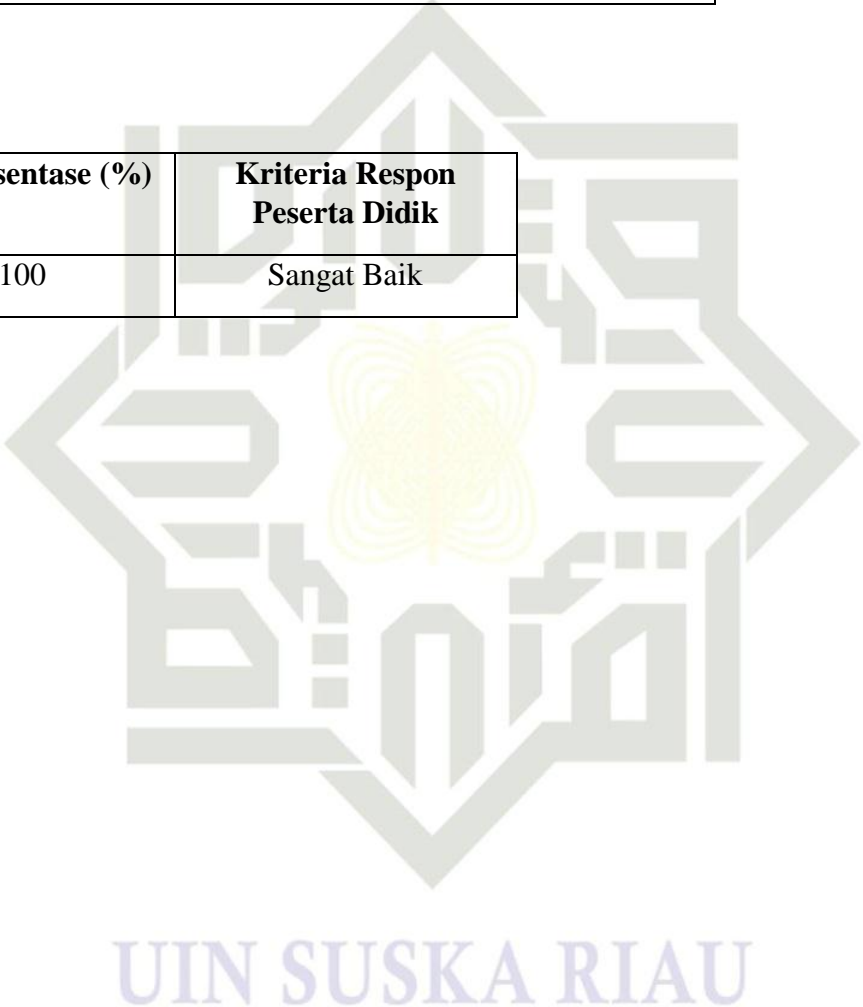 sentase (%) Kriteria Respon
Peserta Didik
100 Sangat Baik
UIN SUSKA RIAU